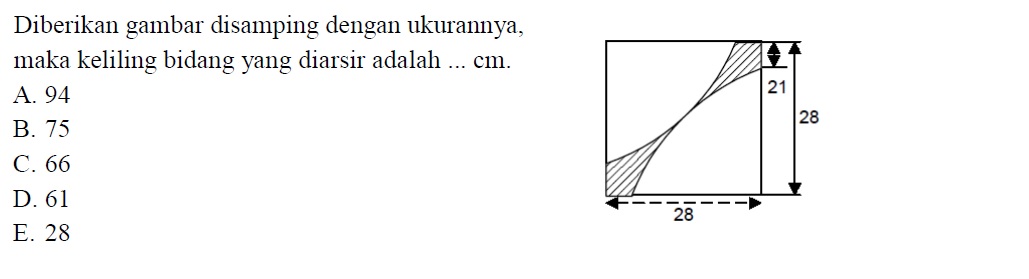 Diberikan gambar disamping dengan ukurannya,
maka keliling bidang yang diarsir adalah ... cm.
A. 94
B. 75
C. 66
D. 61
E. 28
21
28
28